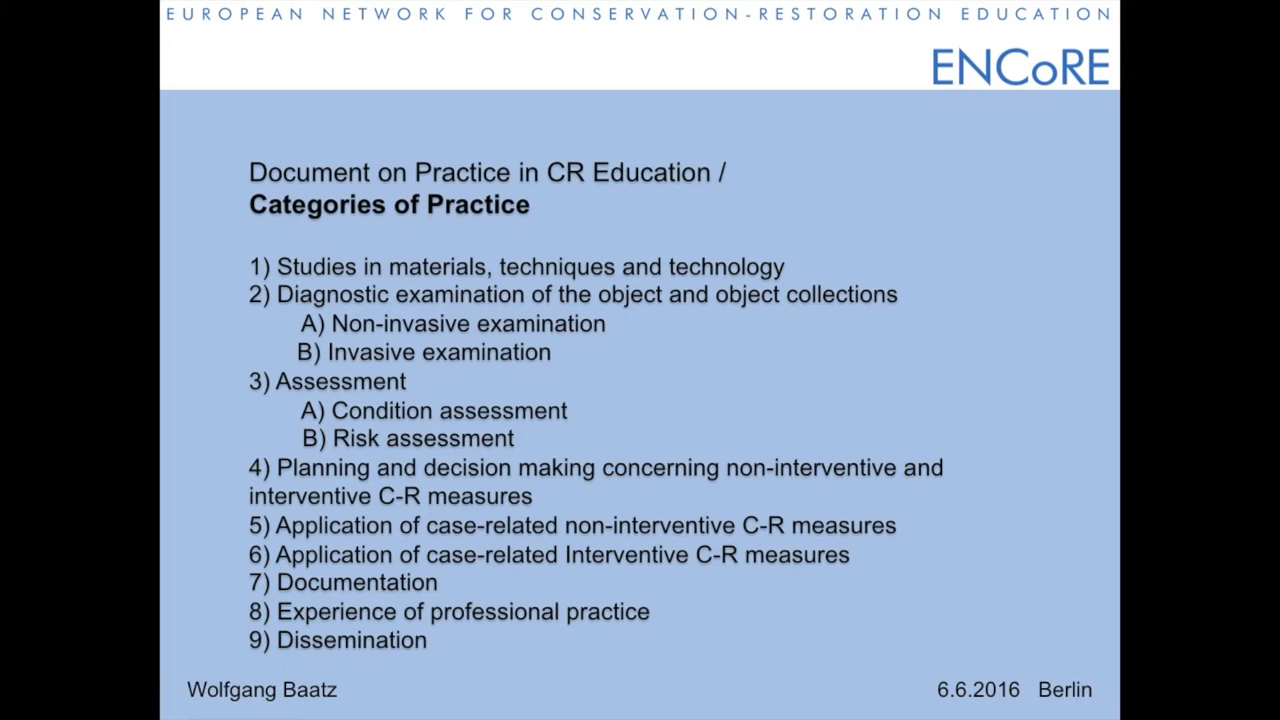 EUROPEAN NETWORK FOR CONSERVATION-RESTORATION EDUCATION
ENCoRE
Document on Practice in CR Education /
Categories of Practice
1) Studies in materials, techniques and technology
2) Diagnostic examination of the object and object collections
A) Non-invasive examination
B) Invasive examination
3) Assessment
A) Condition assessment
B) Risk assessment
4) Planning and decision making concerning non-interventive and
interventive C-R measures
5) Application of case-related non-interventive C-R measures
6) Application of case-related Interventive C-R measures
7) Documentation
8) Experience of professional practice
9) Dissemination
Wolfgang Baatz 6.6.2016 Berlin